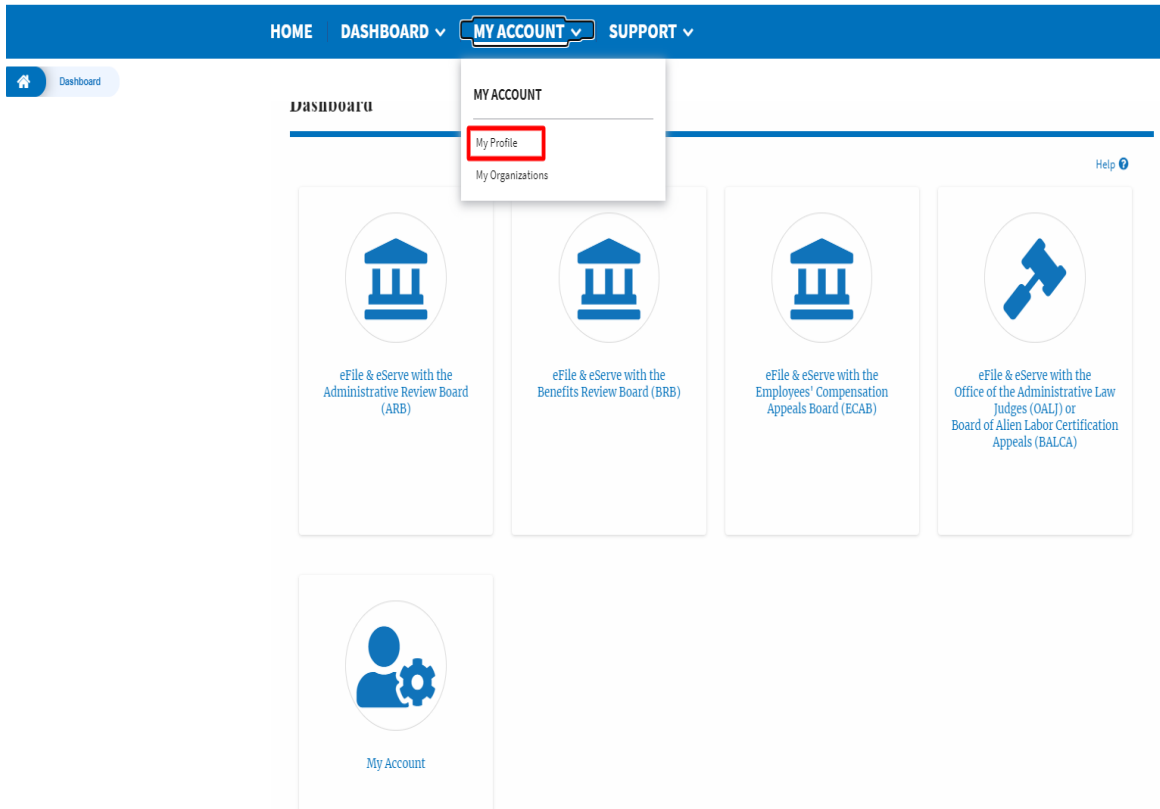 HOME DASHBOARD MY ACCOUNT SUPPORT
Dashboard
MY ACCOUNT
Dashboard
My Profile
Help
My Organizations
eFile & eServe with the
Administrative Review Board
(ARB)
eFile & eServe with the
Benefits Review Board (BRB)
eFile & eServe with the
Employees' Compensation
Appeals Board (ECAB)
eFile & eServe with the
Office of the Administrative Law
Judges (OALJ) or
Board of Alien Labor Certification
Appeals (BALCA)
My Account